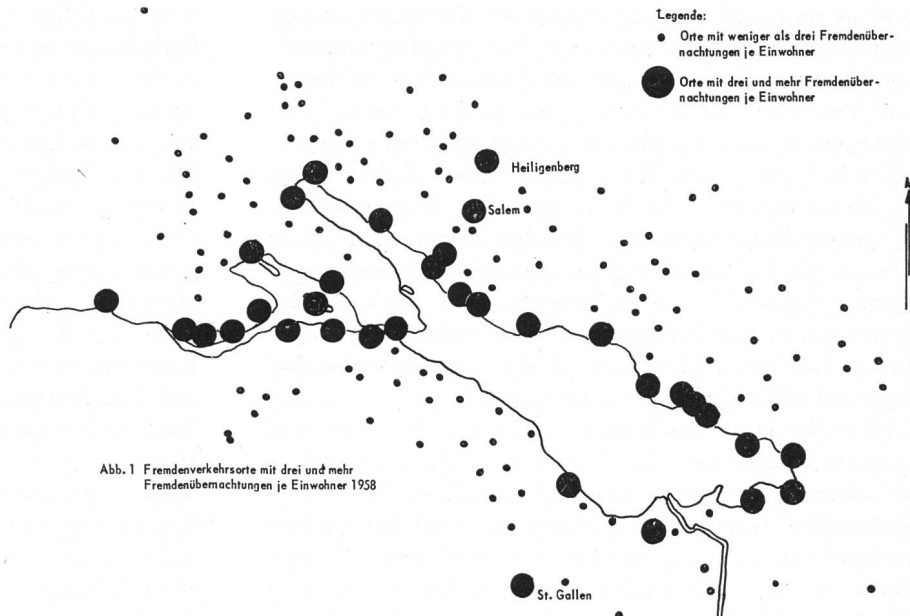 Legende:
Orte mit weniger als drei Fremdenüber-
nachtungen je Einwohner
Orte mit drei und mehr Fremdenüber-
nachtungen je Einwohner
Heiligenberg
Salem
Abb. 1 Fremdenverkehrsorte mit drei und mehr
Fremdenübernachtungen je Einwohner 1958
St. Gallen